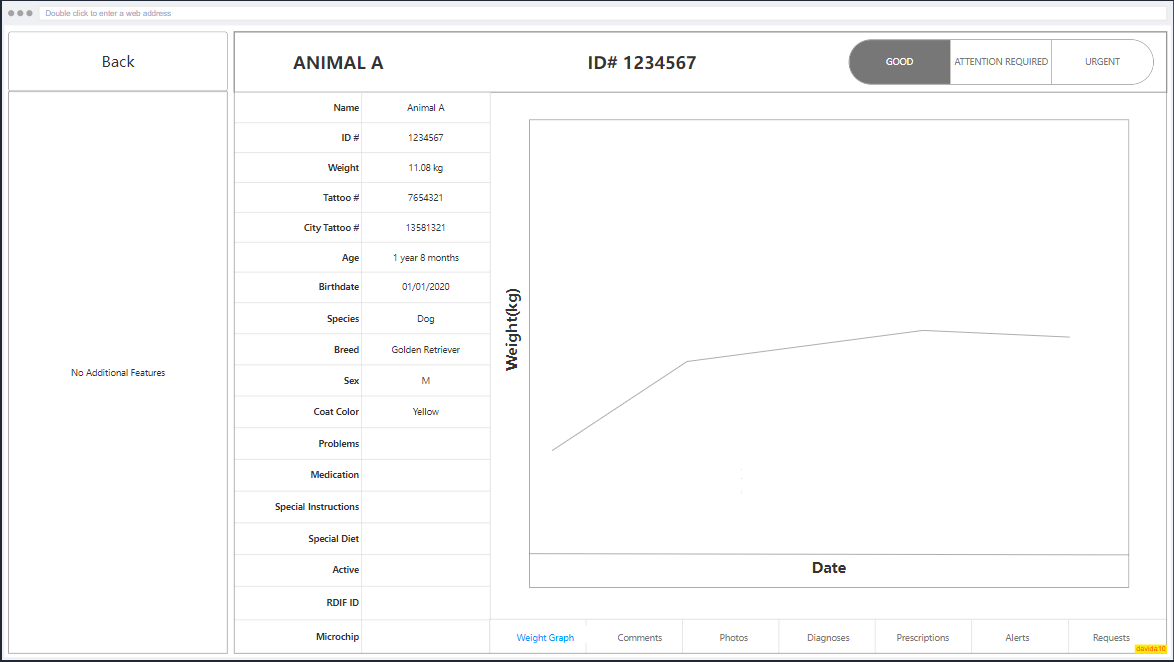 Double click to enter a web address
Back
ANIMAL A
ID# 1234567
GOOD
ATTENTION REQUIRED
URGENT
No Additional Features
Name Animal A
ID # 1234567
Weight 11.08 kg
Tattoo # 7654321
City Tattoo # 13581321
Age 1 year 8 months
Birthdate 01/01/2020
Species Dog
Breed Golden Retriever
Sex M
Coat Color Yellow
Problems
Medication
Special Instructions
Special Diet
Active
RDIF ID
Microchip
Weight(kg)
Date
Weight Graph
Comments
Photos
Diagnoses
Prescriptions
Alerts
Requests
davida10